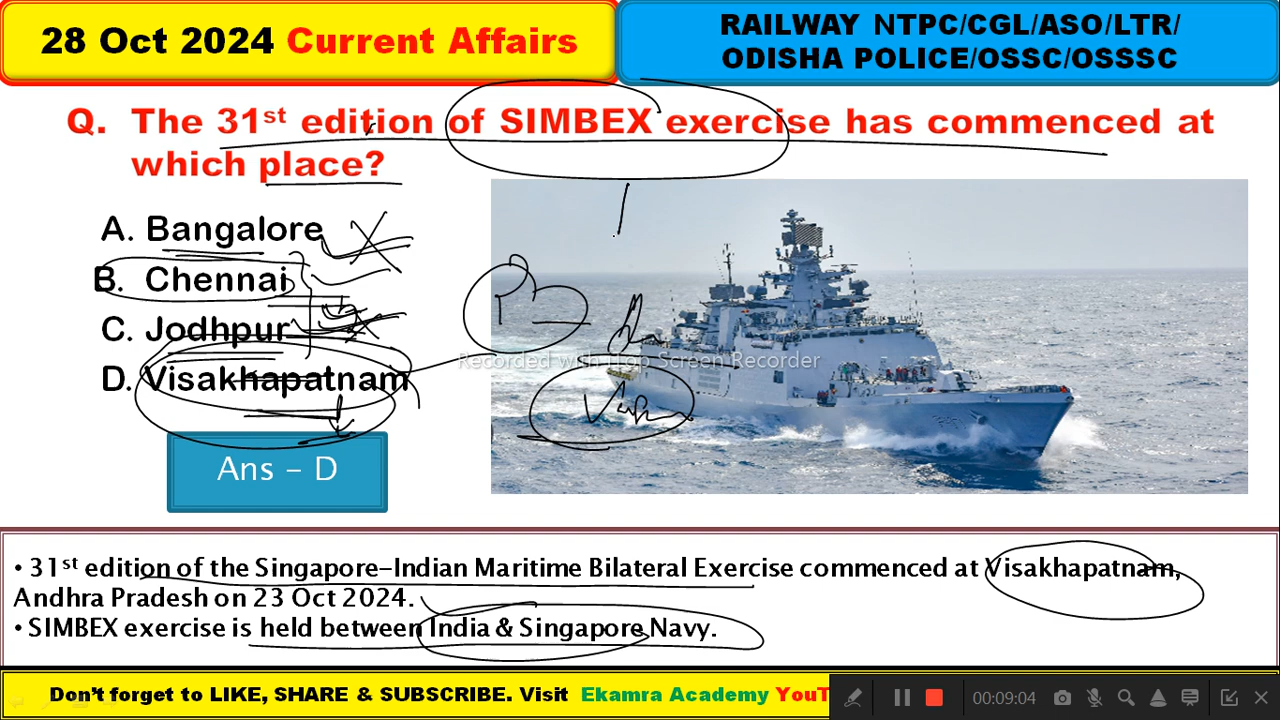 28 Oct 2024 Current Affairs
RAILWAY NTPC/CGL/ASO/LTR/
ODISHA POLICE/OSSC/OSSSC
Q. The 31st edition of SIMBEX exercise has commenced at
which place?
A. Bangalore
B. Chennai
C. Jodhpur
D. Visakhapatnam
Recorded with iTop Screen Recorder
Ans – D
• 31st edition of the Singapore-Indian Maritime Bilateral Exercise commenced at Visakhapatnam,
Andhra Pradesh on 23 Oct 2024.
• SIMBEX exercise is held between India & Singapore Navy.
Don't forget to LIKE, SHARE & SUBSCRIBE. Visit Ekamra Academy YouT
00:09:04